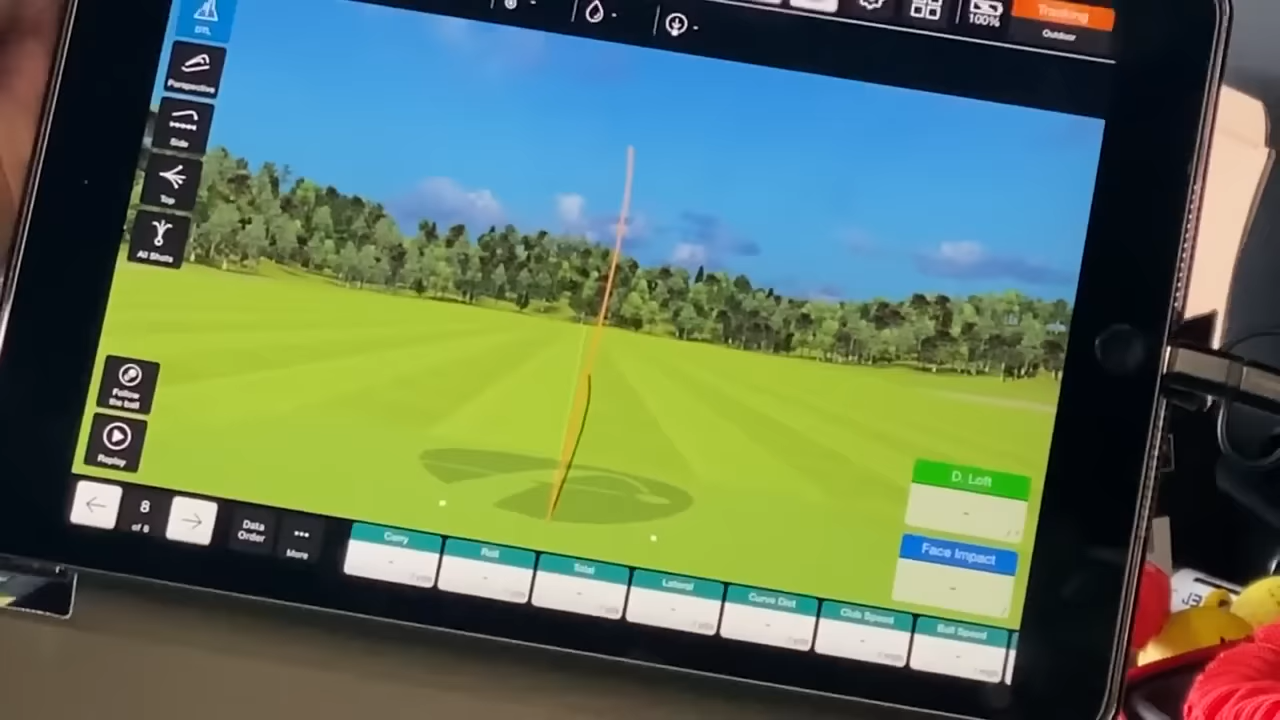 100%
Tracking
Outdoor
DTL
Perspective
Side
Top
All Shots
Follow
the ball
Replay
8
of 8
Data
Order
More
D. Loft
-
Face Impact
-
Carry
-
Roll
-
Total
-
Lateral
-
Curve Dist
-
Club Speed
-
Ball Speed
-